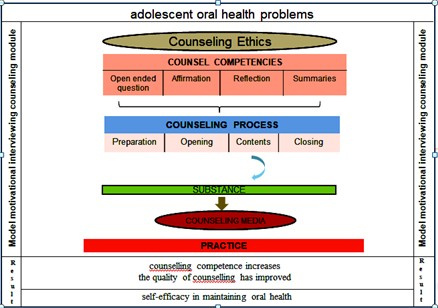 adolescent oral health problems
Model motivational interviewing counseling module
Counseling Ethics
COUNSEL COMPETENCIES
Open ended question
Affirmation
Reflection
Summaries
COUNSELING PROCESS
Preparation
Opening
Contents
Closing
SUBSTANCE
COUNSELING MEDIA
PRACTICE
Model motivational interviewing counseling module
Result
counselling competence increases
the quality of counselling has improved
self-efficacy in maintaining oral health
Result